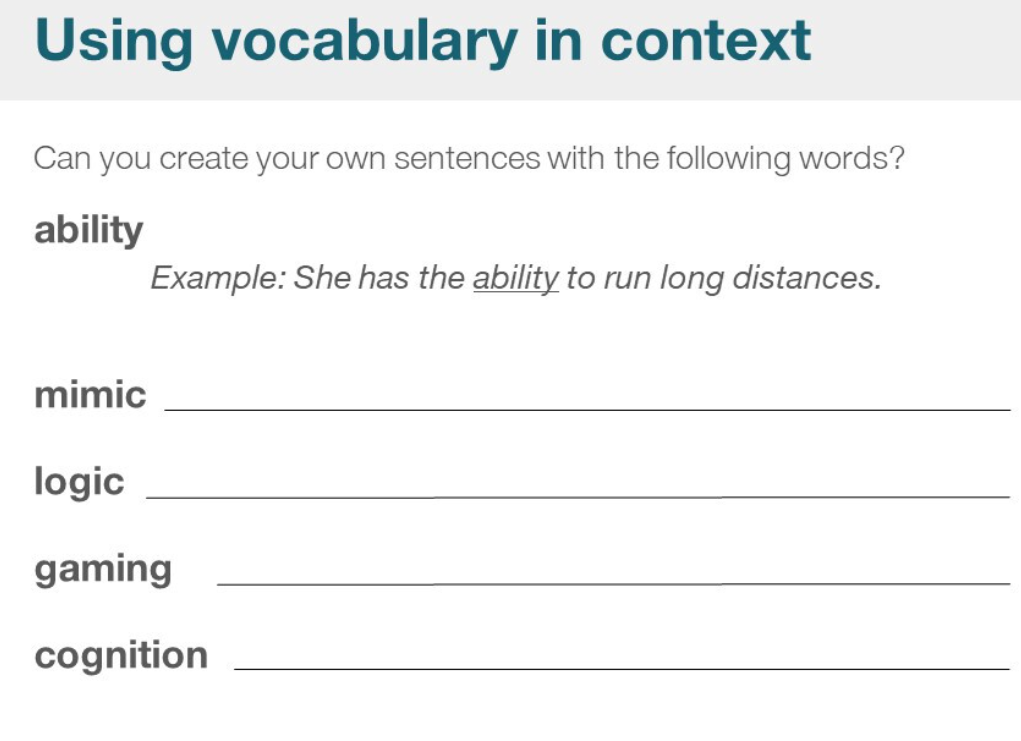 Using vocabulary in context
Can you create your own sentences with the following words?
ability
Example: She has the ability to run long distances.
mimic
logic
gaming
cognition